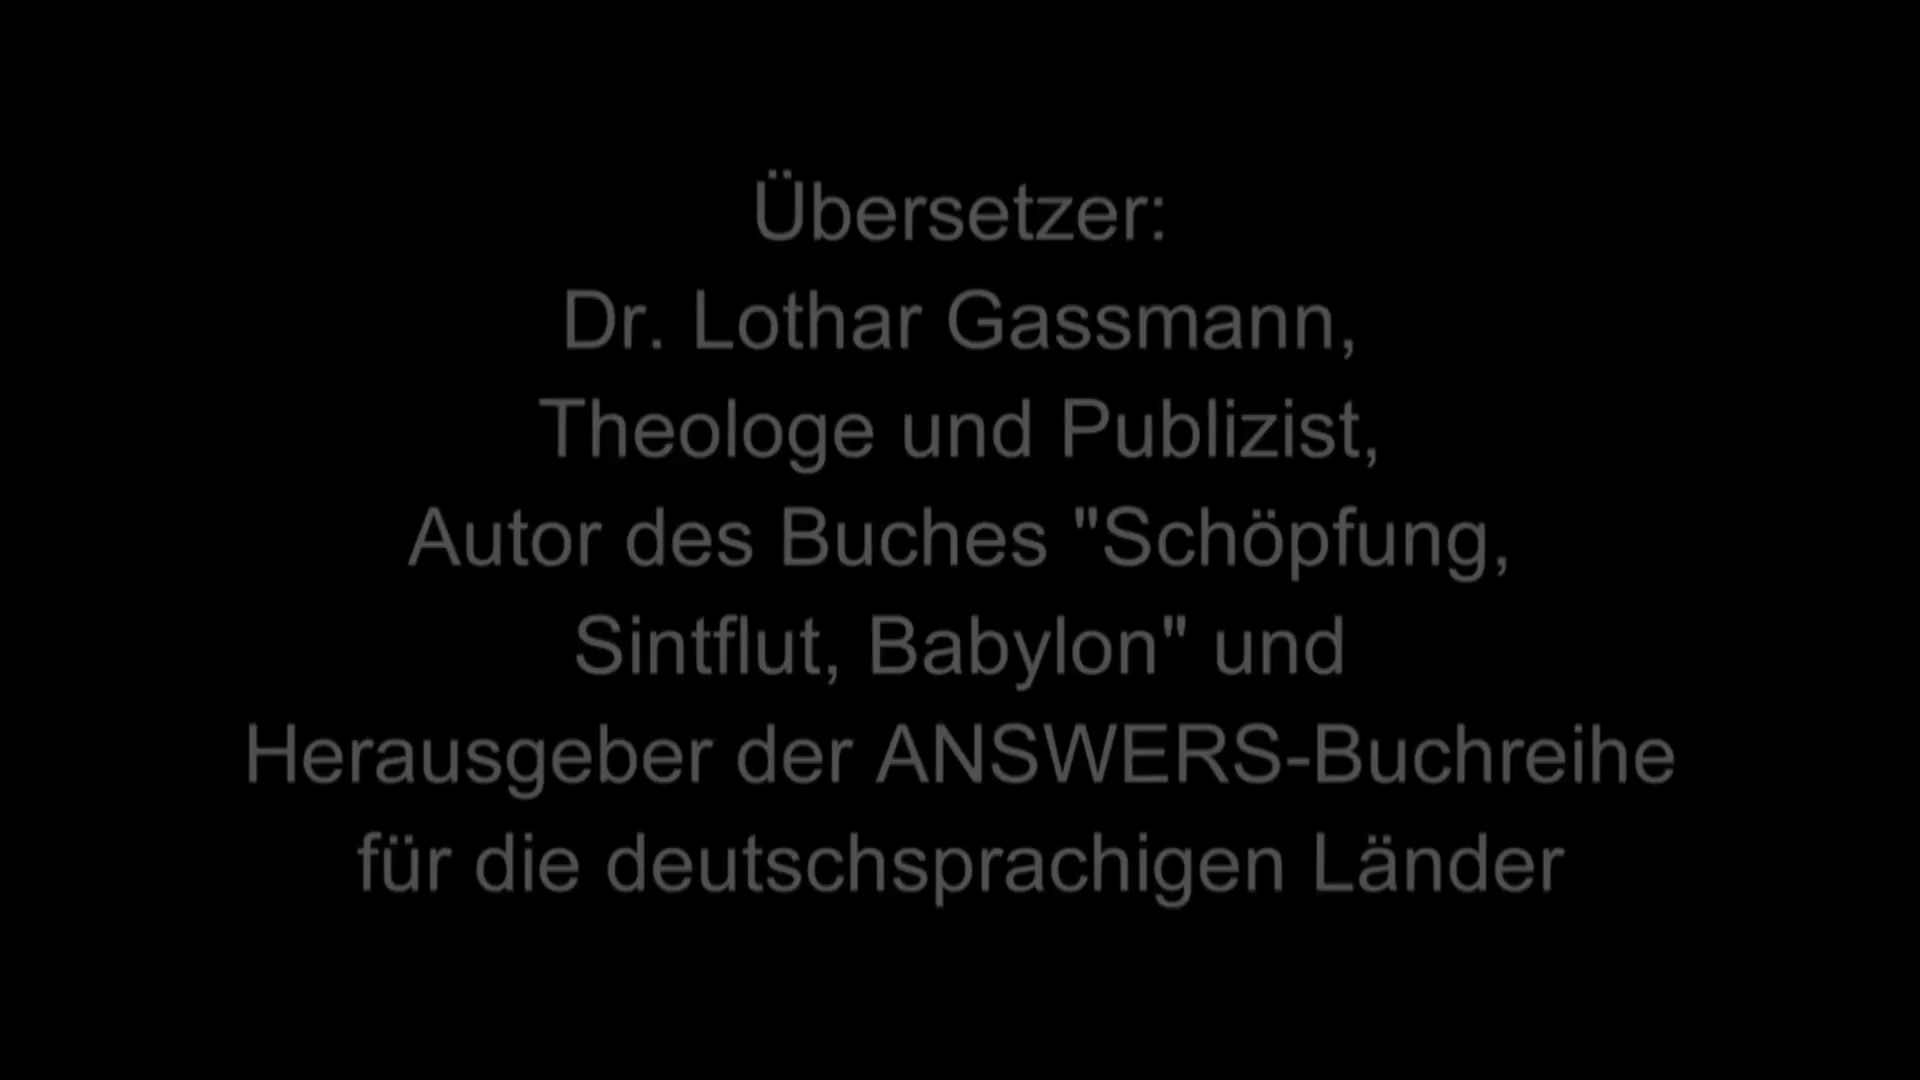 Übersetzer:
Dr. Lothar Gassmann,
Theologe und Publizist,
Autor des Buches "Schöpfung,
Sintflut, Babylon" und
Herausgeber der ANSWERS-Buchreihe
für die deutschsprachigen Länder